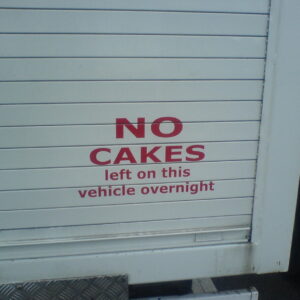 NO
CAKES
left on this
vehicle overnight